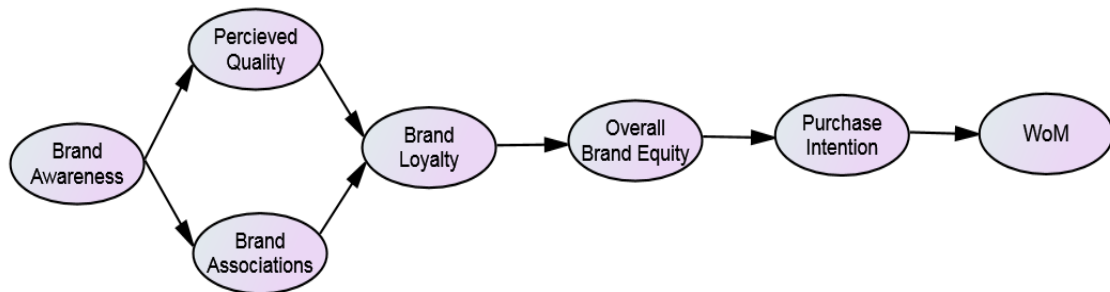 Brand
Awareness
Percieved
Quality
Brand
Associations
Brand
Loyalty
Overall
Brand Equity
Purchase
Intention
WoM